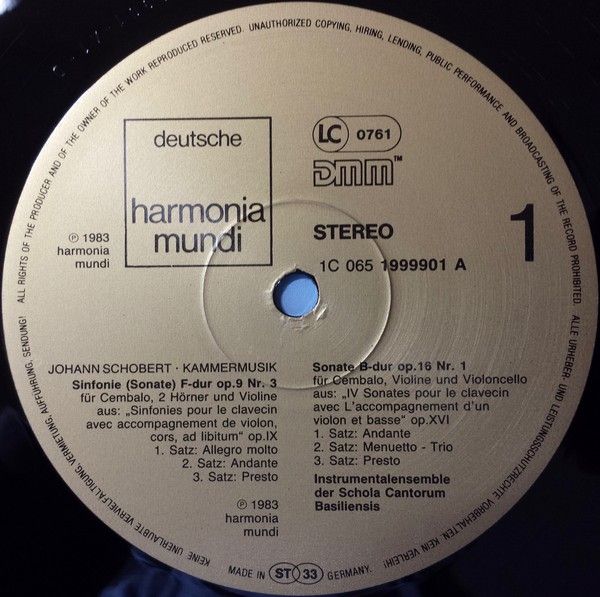 ALL RIGHTS OF THE PRODUCER AND OF THE OWNER OF THE WORK REPRODUCED RESERVED. UNAUTHORIZED COPYING, HIRING, LENDING, PUBLIC PERFORMANCE AND BROADCASTING OF THE RECORD PROHIBITED.
ALLE URHEBER- UND LEISTUNGSSCHUTZRECHTE VORBEHALTEN. KEIN VERLEIH!
KEINE UNERLAUBTE VERVIELFÄLTIGUNG, VERMIETUNG, AUFFÜHRUNG, SENDUNG!
deutsche
harmonia
mundi
LC 0761
DMM™
STEREO
1
1C 065 1999901 A
℗ 1983
harmonia
mundi
JOHANN SCHOBERT · KAMMERMUSIK
Sinfonie (Sonate) F-dur op.9 Nr. 3
für Cembalo, 2 Hörner und Violine
aus: „Sinfonies pour le clavecin
avec accompagnement de violon,
cors, ad libitum“ op.IX
1. Satz: Allegro molto
2. Satz: Andante
3. Satz: Presto
℗ 1983
harmonia
mundi
Sonate B-dur op.16 Nr. 1
für Cembalo, Violine und Violoncello
aus: „IV Sonates pour le clavecin
avec L'accompagnement d'un
violon et basse“ op.XVI
1. Satz: Andante
2. Satz: Menuetto - Trio
3. Satz: Presto
Instrumentalensemble
der Schola Cantorum
Basiliensis
MADE IN ST 33 GERMANY.